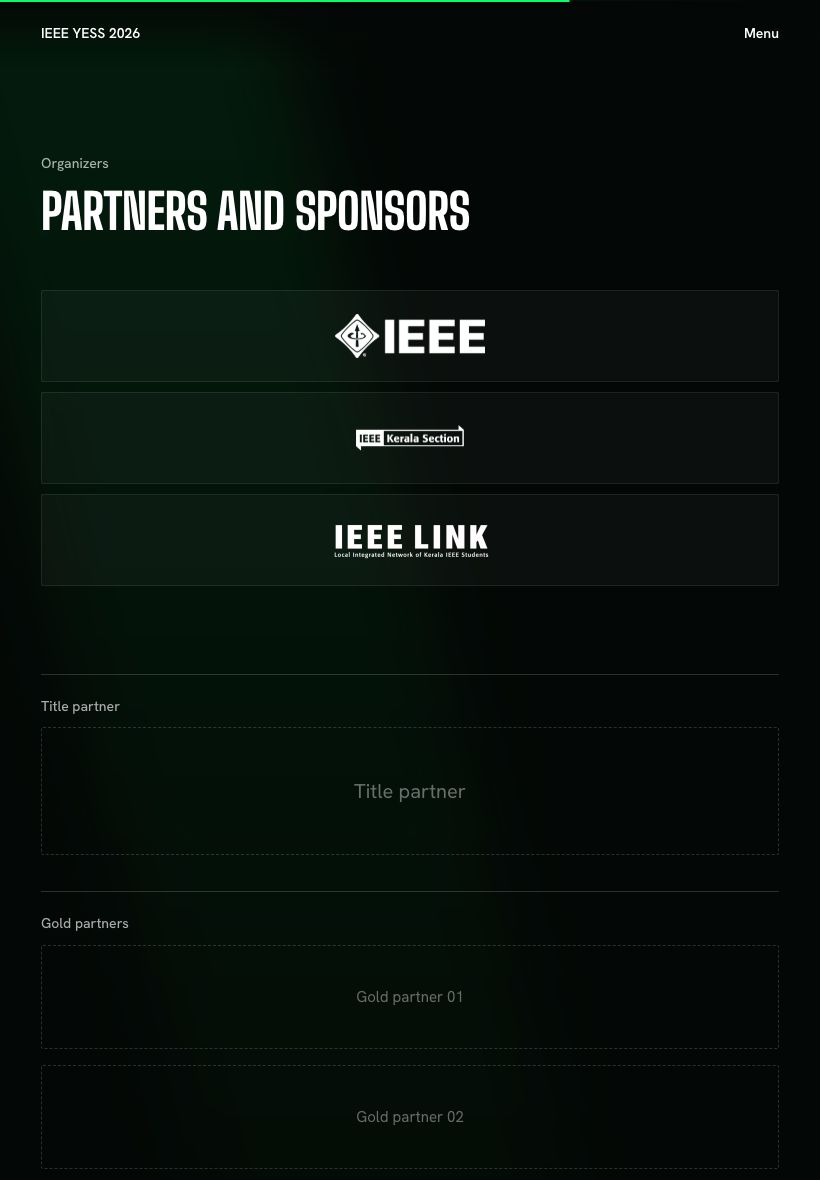 IEEE YESS 2026
Menu
Organizers
PARTNERS AND SPONSORS
IEEE
IEEE Kerala Section
IEEE LINK
Local Integrated Network of Kerala IEEE Students
Title partner
Title partner
Gold partners
Gold partner 01
Gold partner 02